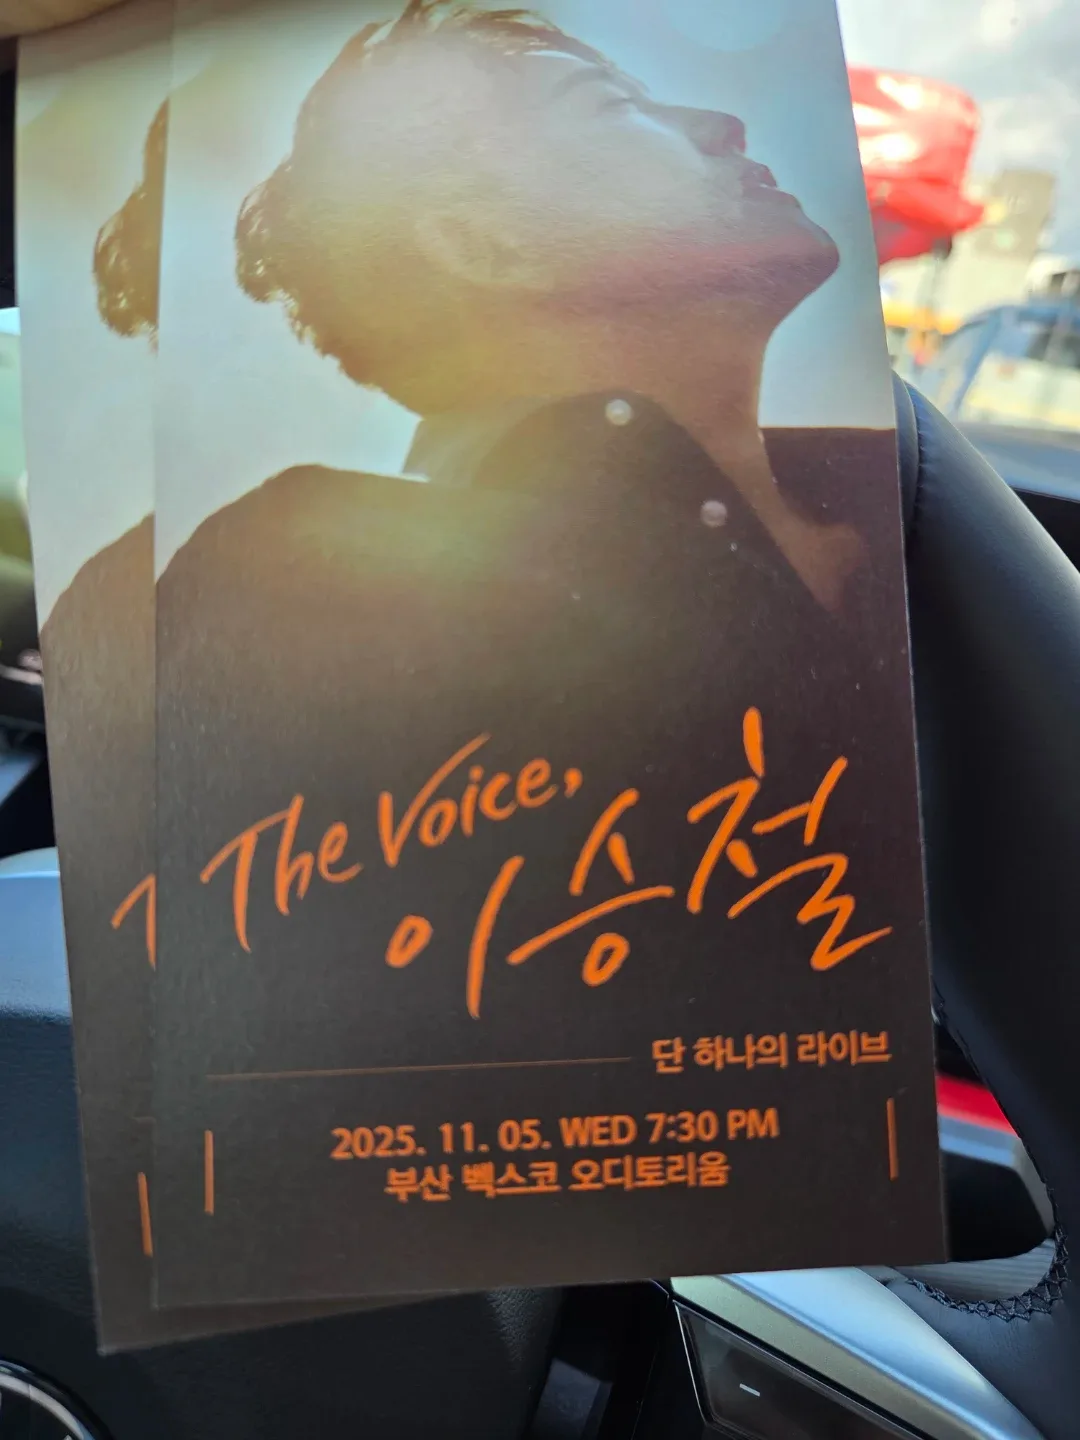 The Voice,
이승철
단 하나의 라이브
2025. 11. 05. WED 7:30 PM
부산 벡스코 오디토리움